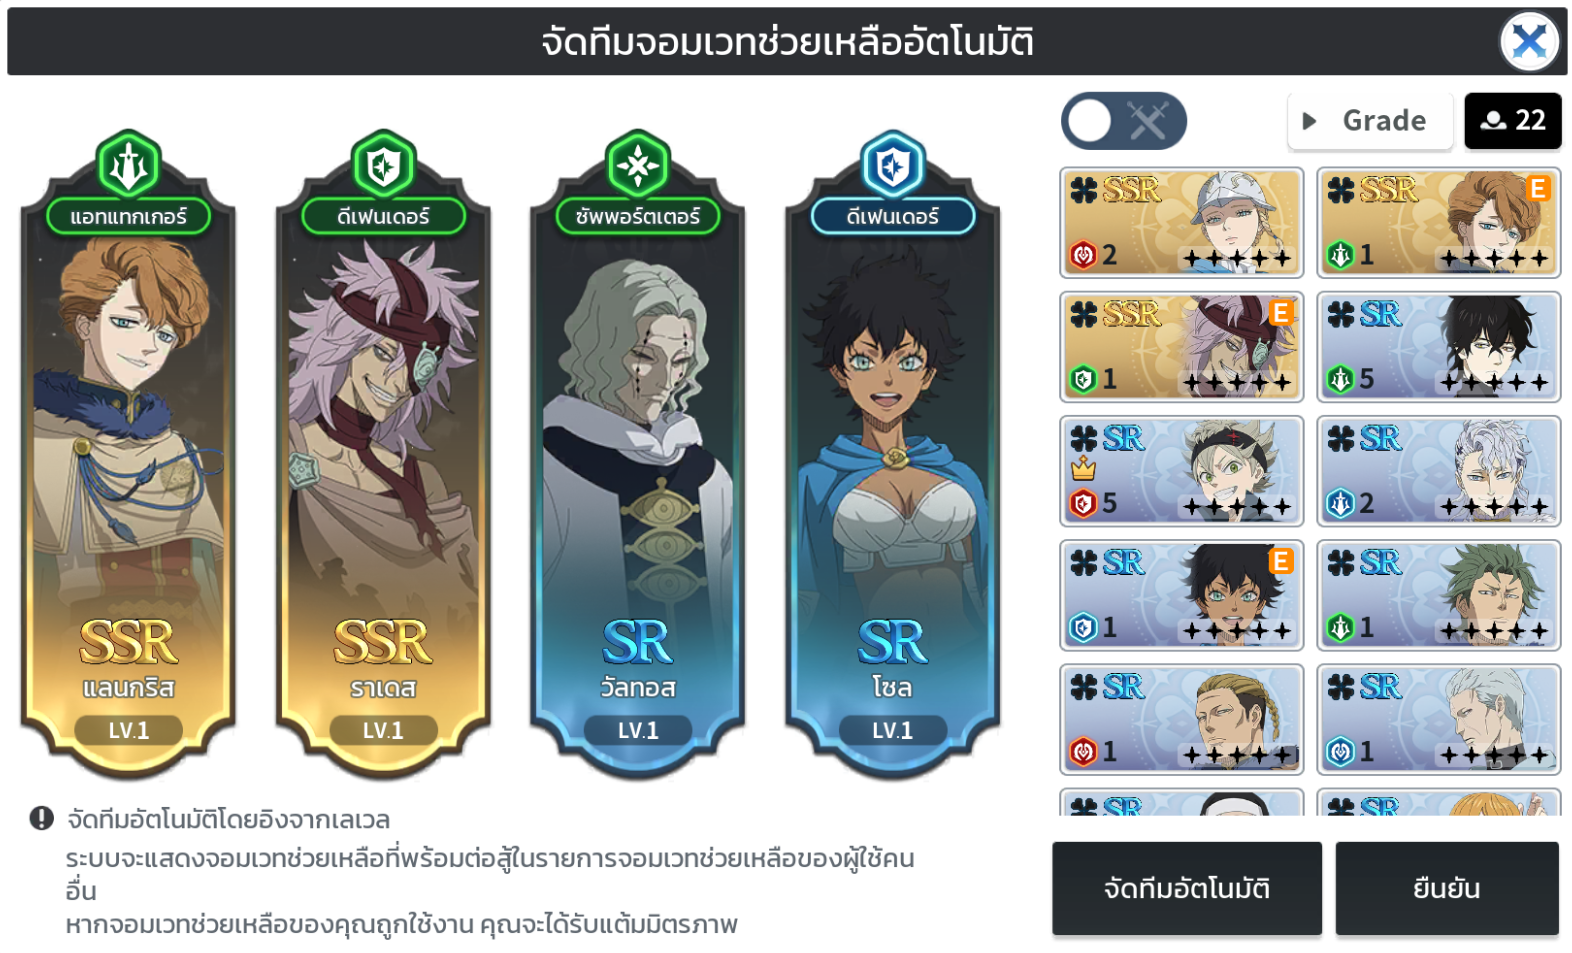 จัดทีมจอมเวทช่วยเหลืออัตโนมัติ
Grade
22
แอทแทกเกอร์
ดีเฟนเดอร์
ซัพพอร์ตเตอร์
ดีเฟนเดอร์
SSR
แลนกริส
LV.1
SSR
ราเดส
LV.1
SR
วัลทอส
LV.1
SR
โซล
LV.1
SSR
2
SSR
E
1
SSR
E
1
SR
5
SR
5
SR
2
SR
E
1
SR
1
SR
1
SR
1
SR
SR
จัดทีมอัตโนมัติโดยอิงจากเลเวล
ระบบจะแสดงจอมเวทช่วยเหลือที่พร้อมต่อสู้ในรายการจอมเวทช่วยเหลือของผู้ใช้คน
อื่น
หากจอมเวทช่วยเหลือของคุณถูกใช้งาน คุณจะได้รับแต้มมิตรภาพ
จัดทีมอัตโนมัติ
ยืนยัน